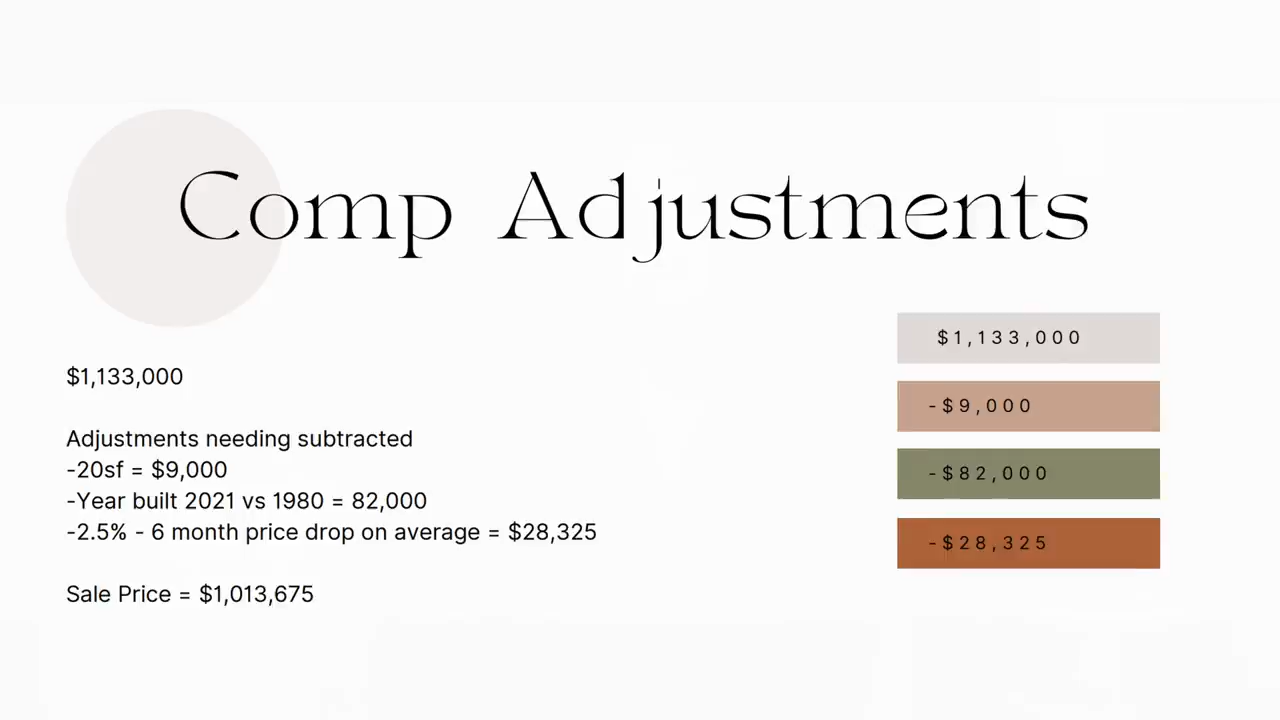 Comp Adjustments
$1,133,000
Adjustments needing subtracted
-20sf = $9,000
-Year built 2021 vs 1980 = 82,000
-2.5% - 6 month price drop on average = $28,325
Sale Price = $1,013,675
$1,133,000
-$9,000
-$82,000
-$28,325